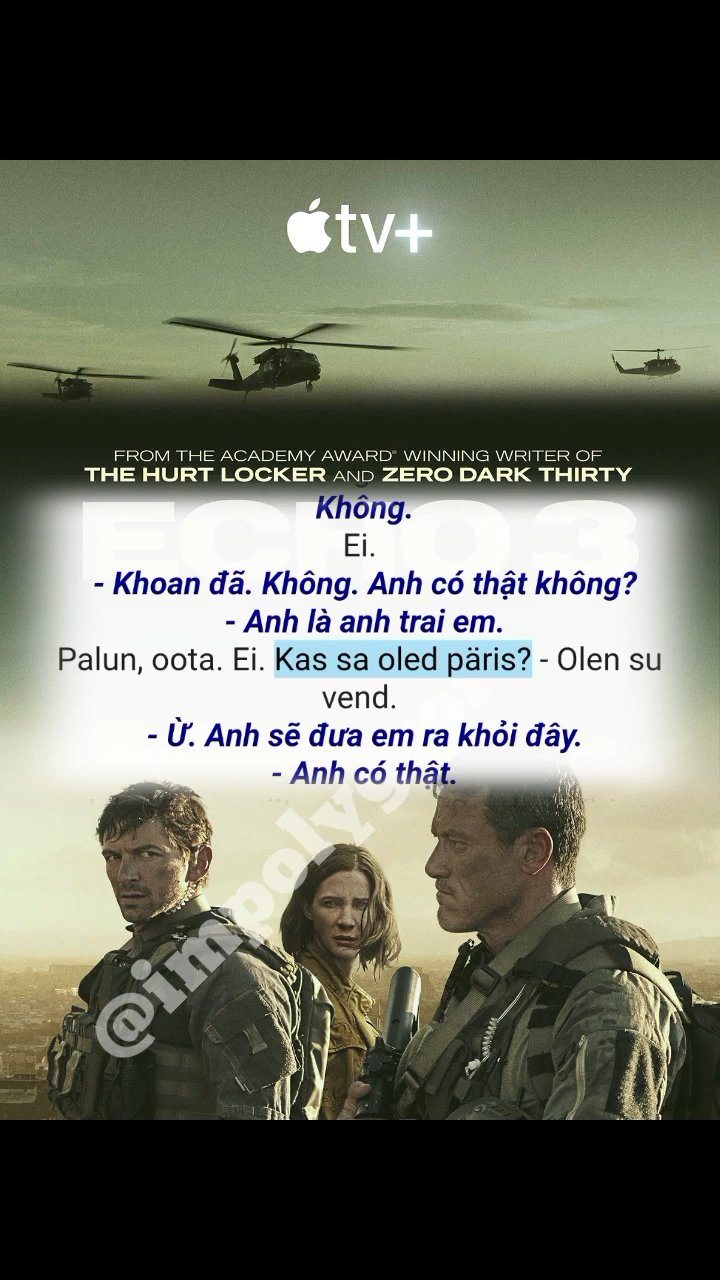 tv+
FROM THE ACADEMY AWARD® WINNING WRITER OF
THE HURT LOCKER AND ZERO DARK THIRTY
ECHO 3
Không.
Ei.
- Khoan đã. Không. Anh có thật không?
- Anh là anh trai em.
Palun, oota. Ei. Kas sa oled päris? - Olen su
vend.
- Ừ. Anh sẽ đưa em ra khỏi đây.
- Anh có thật.